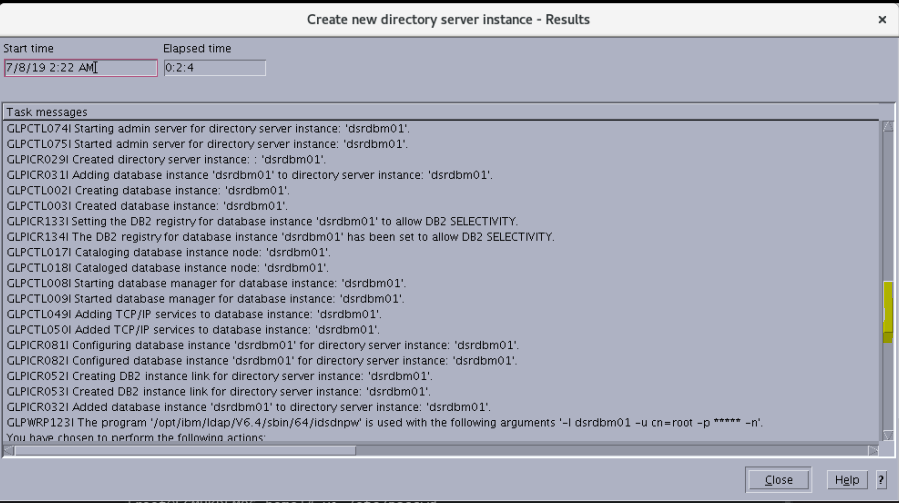 Create new directory server instance - Results
×
Start time
Elapsed time
7/8/19 2:22 AM
0:2:4
Task messages
GLPCTL074I Starting admin server for directory server instance: 'dsrdbm01'.
GLPCTL075I Started admin server for directory server instance: 'dsrdbm01'.
GLPICR029I Created directory server instance: : 'dsrdbm01'.
GLPICR031I Adding database instance 'dsrdbm01' to directory server instance: 'dsrdbm01'.
GLPCTL002I Creating database instance: 'dsrdbm01'.
GLPCTL003I Created database instance: 'dsrdbm01'.
GLPICR133I Setting the DB2 registry for database instance 'dsrdbm01' to allow DB2 SELECTIVITY.
GLPICR134I The DB2 registry for database instance 'dsrdbm01' has been set to allow DB2 SELECTIVITY.
GLPCTL017I Cataloging database instance node: 'dsrdbm01'.
GLPCTL018I Cataloged database instance node: 'dsrdbm01'.
GLPCTL008I Starting database manager for database instance: 'dsrdbm01'.
GLPCTL009I Started database manager for database instance: 'dsrdbm01'.
GLPCTL049I Adding TCP/IP services to database instance: 'dsrdbm01'.
GLPCTL050I Added TCP/IP services to database instance: 'dsrdbm01'.
GLPICR081I Configuring database instance 'dsrdbm01' for directory server instance: 'dsrdbm01'.
GLPICR082I Configured database instance 'dsrdbm01' for directory server instance: 'dsrdbm01'.
GLPICR052I Creating DB2 instance link for directory server instance: 'dsrdbm01'.
GLPICR053I Created DB2 instance link for directory server instance: 'dsrdbm01'.
GLPICR032I Added database instance 'dsrdbm01' to directory server instance: 'dsrdbm01'.
GLPWRP123I The program '/opt/ibm/ldap/V6.4/sbin/64/idsdnpw' is used with the following arguments '-I dsrdbm01 -u cn=root -p ***** -n'.
You have chosen to perform the following actions:
Close
Help
?